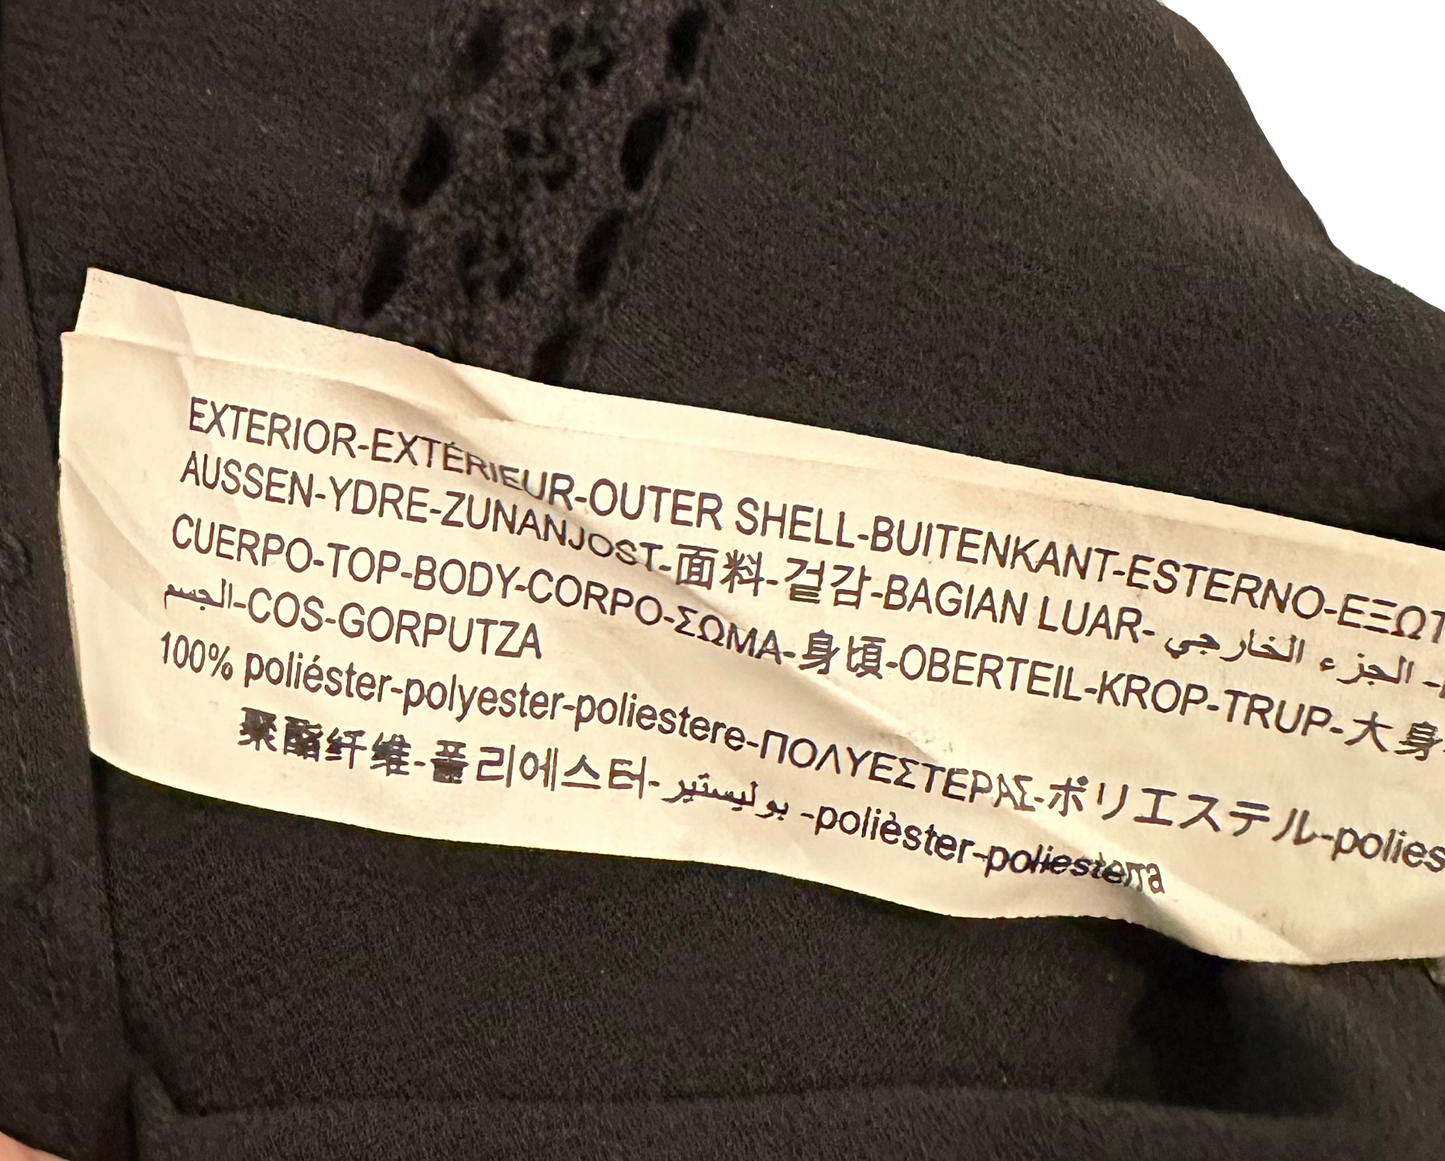 EXTERIOR-EXTÉRIEUR-OUTER SHELL-BUITENKANT-ESTERNO-ΕΞΩΤ
AUSSEN-YDRE-ZUNANJOST-面料-겉감-BAGIAN LUAR- الجزء الخارجي -
CUERPO-TOP-BODY-CORPO-ΣΩΜΑ-身頃-OBERTEIL-KROP-TRUP-大身-
الجسم-COS-GORPUTZA
100% poliéster-polyester-poliestere-ΠΟΛΥΕΣΤΕΡΑΣ-ポリエステル-polies
聚酯纤维-폴리에스터- بوليستير -polièster-poliesterra